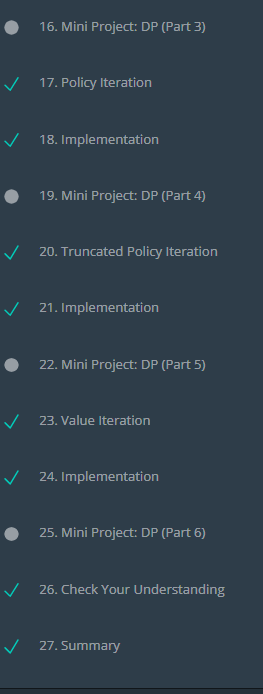 16. Mini Project: DP (Part 3)
17. Policy Iteration
18. Implementation
19. Mini Project: DP (Part 4)
20. Truncated Policy Iteration
21. Implementation
22. Mini Project: DP (Part 5)
23. Value Iteration
24. Implementation
25. Mini Project: DP (Part 6)
26. Check Your Understanding
27. Summary